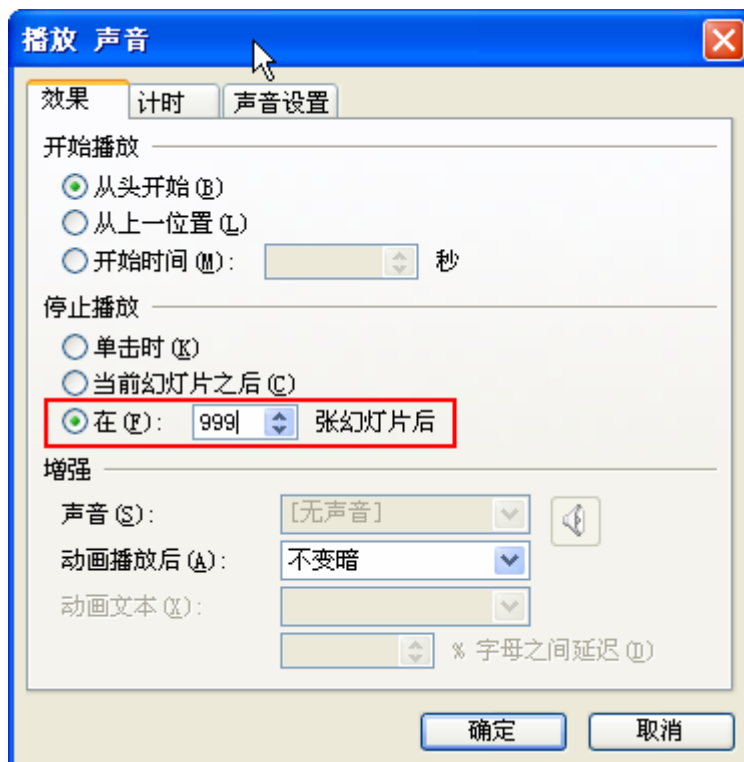 播放 声音
效果 计时 声音设置
开始播放
从头开始(B)
从上一位置(L)
开始时间(M): 秒
停止播放
单击时(K)
当前幻灯片之后(C)
在(F): 999 张幻灯片后
增强
声音(S): [无声音]
动画播放后(A): 不变暗
动画文本(X):
% 字母之间延迟(D)
确定 取消